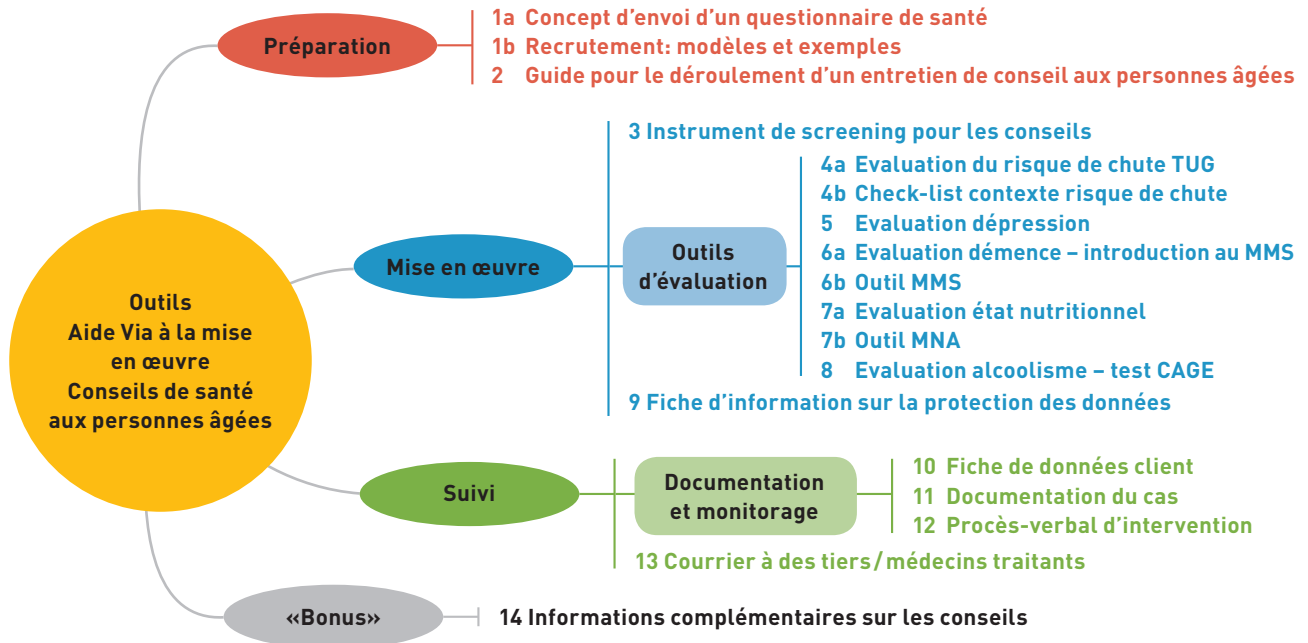 Outils
Aide Via à la mise
en œuvre
Conseils de santé
aux personnes âgées
Préparation
1a Concept d’envoi d’un questionnaire de santé
1b Recrutement: modèles et exemples
2 Guide pour le déroulement d’un entretien de conseil aux personnes âgées
Mise en œuvre
3 Instrument de screening pour les conseils
Outils
d’évaluation
4a Evaluation du risque de chute TUG
4b Check-list contexte risque de chute
5 Evaluation dépression
6a Evaluation démence – introduction au MMS
6b Outil MMS
7a Evaluation état nutritionnel
7b Outil MNA
8 Evaluation alcoolisme – test CAGE
9 Fiche d’information sur la protection des données
Suivi
Documentation
et monitorage
10 Fiche de données client
11 Documentation du cas
12 Procès-verbal d’intervention
13 Courrier à des tiers/médecins traitants
«Bonus»
14 Informations complémentaires sur les conseils